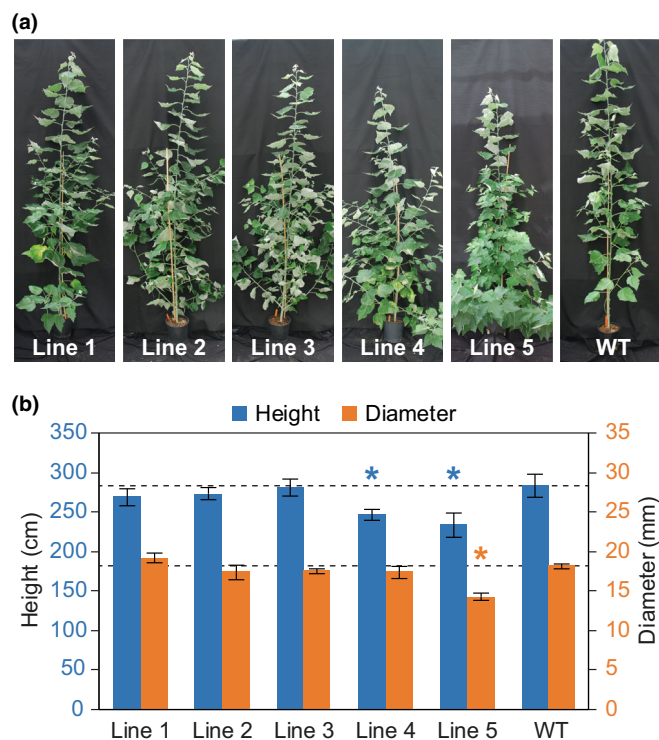 (a)
Line 1 Line 2 Line 3 Line 4 Line 5 WT
(b)
Height Diameter
350 35
300 30
250 25
200 20
150 15
100 10
50 5
0 0
Height (cm)
Diameter (mm)
* * *
Line 1 Line 2 Line 3 Line 4 Line 5 WT